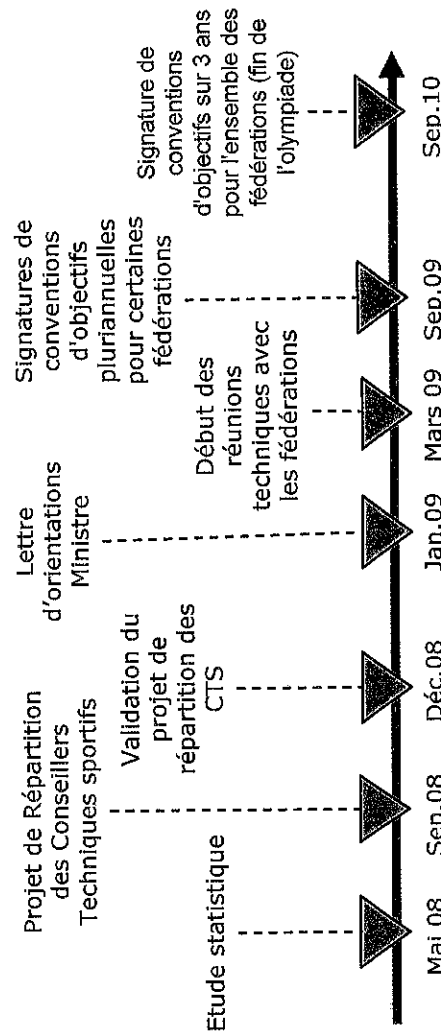 Etude statistique
Projet de Répartition
des Conseillers
Techniques sportifs
Validation du
projet de
répartition des
CTS
Lettre
d'orientations
Ministre
Début des
réunions
techniques avec
les fédérations
Signatures de
conventions
d'objectifs
pluriannuelles
pour certaines
fédérations
Signature de
conventions
d'objectifs sur 3 ans
pour l'ensemble des
fédérations (fin de
l'olympiade)
Mai 08
Sep.08
Déc.08
Jan.09
Mars 09
Sep.09
Sep.10